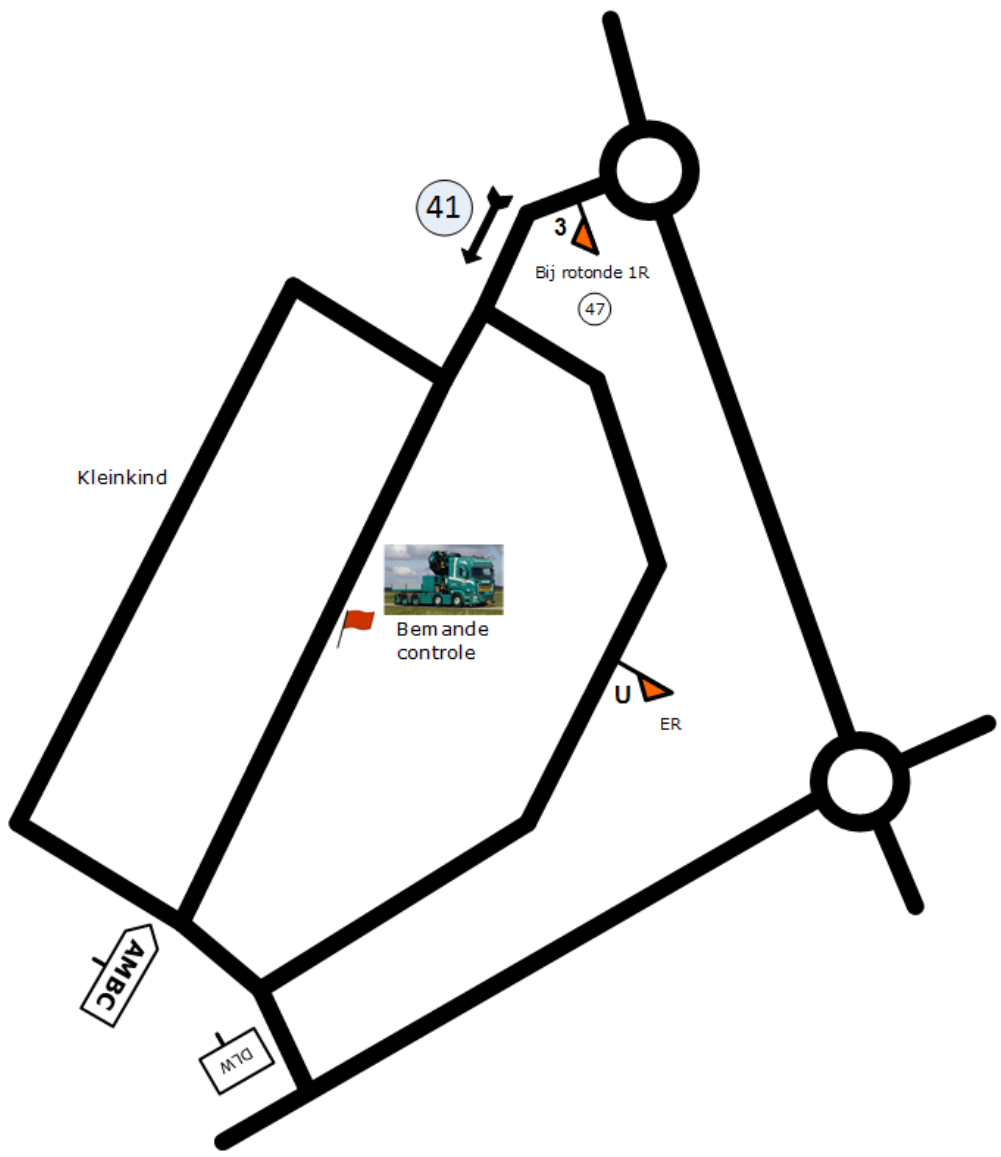 41
3
Bij rotonde 1R
47
Kleinkind
Bemande
controle
U
ER
AMBC
DLW